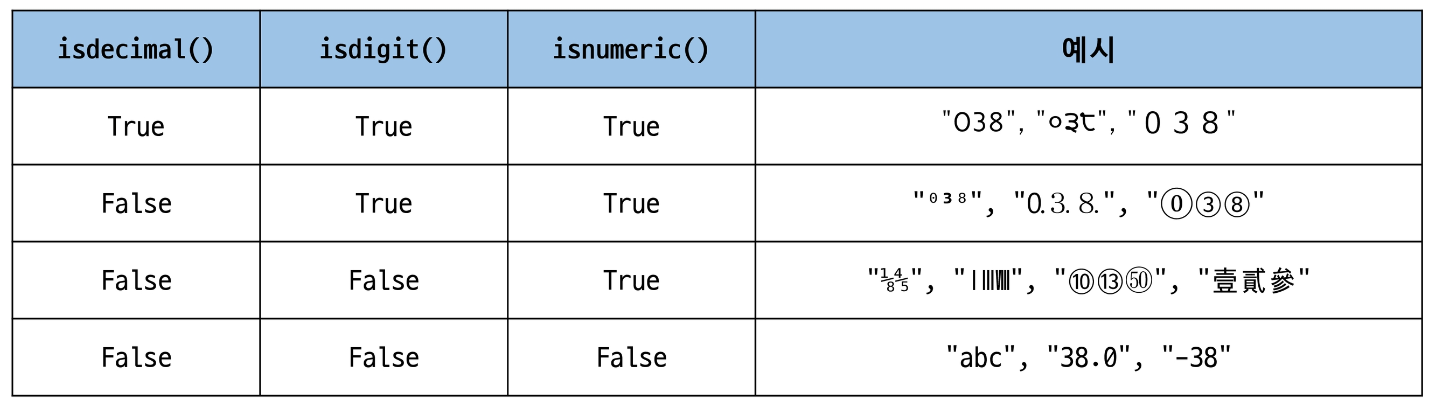 isdecimal() isdigit() isnumeric() 예시
True True True "038", "०३८", "０３８"
False True True "⁰³⁸", "0.⒊⒏", "⓪③⑧"
False False True "⅛⅘", "ⅠⅢⅧ", "⑩⑬㊿", "壹貳參"
False False False "abc", "38.0", "-38"